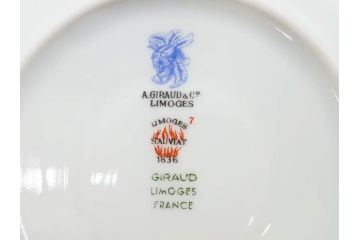 A.GIRAUD & Cie
LIMOGES
LIMOGES 7
SAUVIAT
1836
GIRAUD
LIMOGES
FRANCE